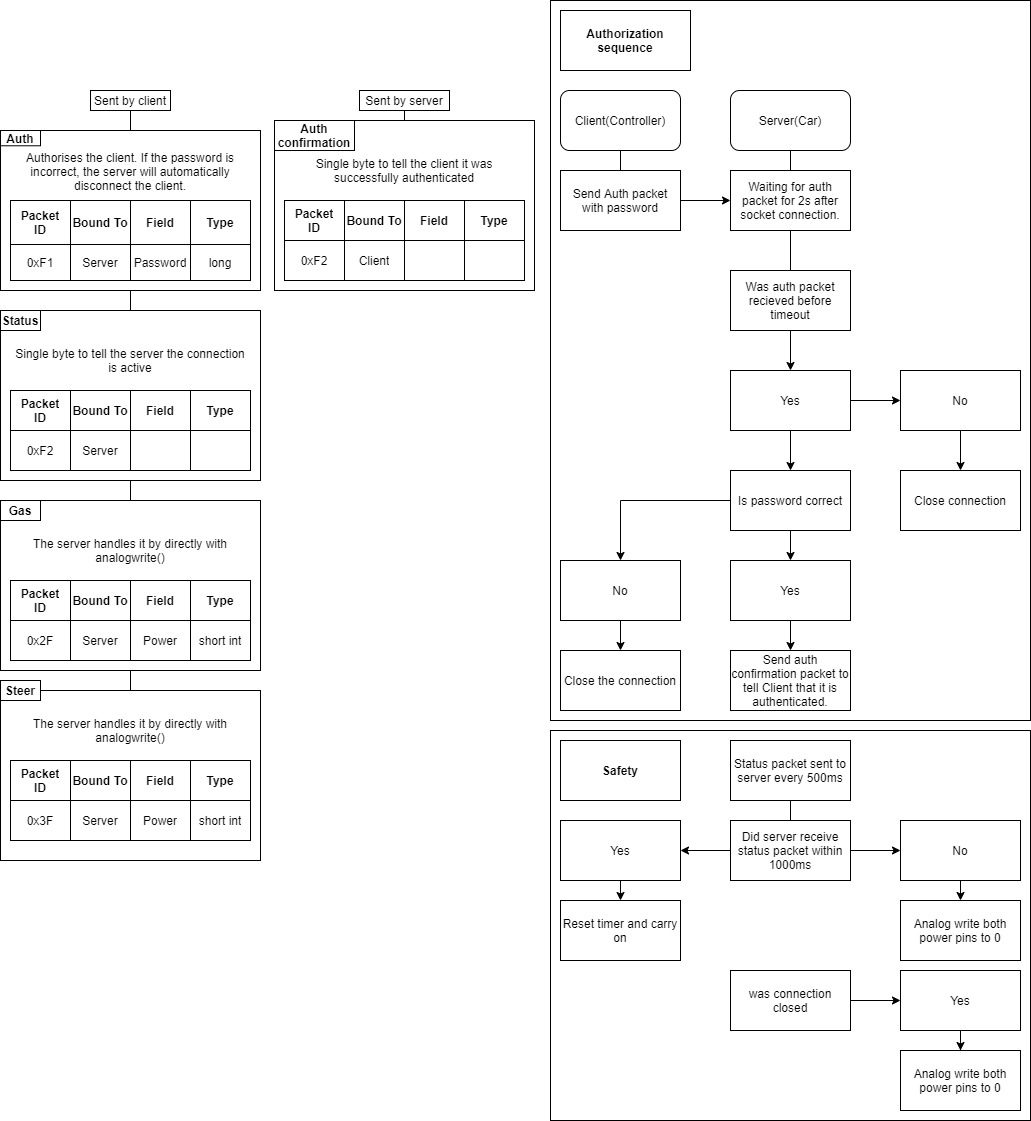 Sent by client
Auth
Authorises the client. If the password is
incorrect, the server will automatically
disconnect the client.
Packet
ID
Bound To
Field
Type
0xF1
Server
Password
long
Status
Single byte to tell the server the connection
is active
Packet
ID
Bound To
Field
Type
0xF2
Server
Gas
The server handles it by directly with
analogwrite()
Packet
ID
Bound To
Field
Type
0x2F
Server
Power
short int
Steer
The server handles it by directly with
analogwrite()
Packet
ID
Bound To
Field
Type
0x3F
Server
Power
short int
Sent by server
Auth
confirmation
Single byte to tell the client it was
successfully authenticated
Packet
ID
Bound To
Field
Type
0xF2
Client
Authorization
sequence
Client(Controller)
Server(Car)
Send Auth packet
with password
Waiting for auth
packet for 2s after
socket connection.
Was auth packet
recieved before
timeout
Yes
No
Is password correct
Close connection
No
Yes
Close the connection
Send auth
confirmation packet to
tell Client that it is
authenticated.
Safety
Status packet sent to
server every 500ms
Yes
Did server receive
status packet within
1000ms
No
Reset timer and carry
on
Analog write both
power pins to 0
was connection
closed
Yes
Analog write both
power pins to 0